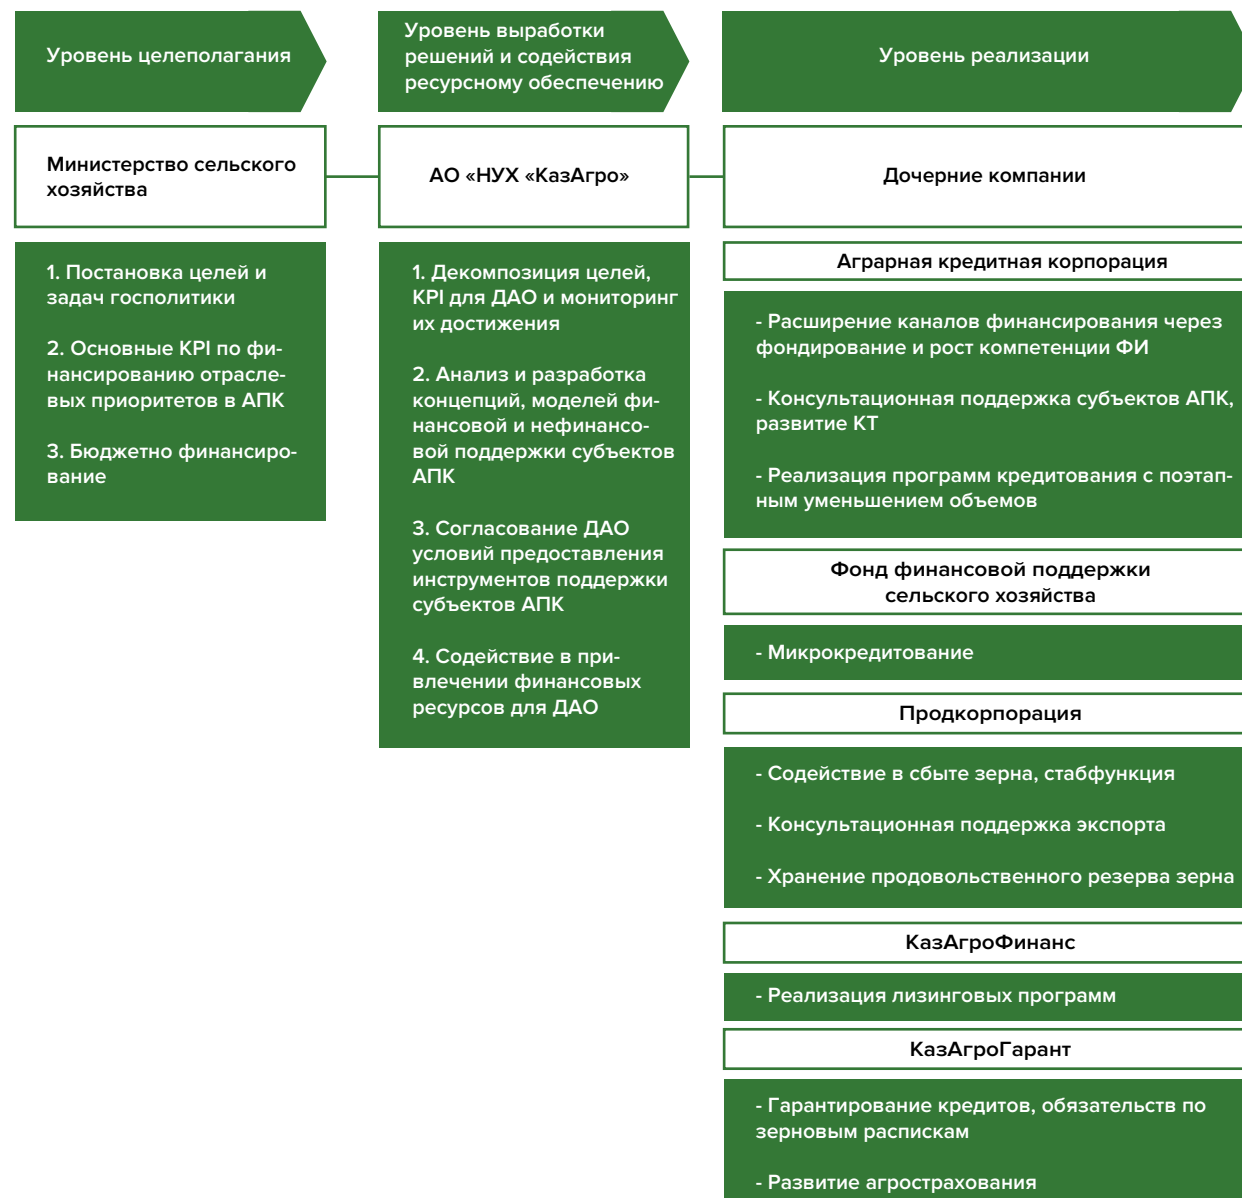 Уровень целеполагания
Уровень выработки
решений и содействия
ресурсному обеспечению
Уровень реализации
Министерство сельского
хозяйства
АО «НУХ «КазАгро»
Дочерние компании
1. Постановка целей и
задач госполитики
2. Основные KPI по фи-
нансированию отрасле-
вых приоритетов в АПК
3. Бюджетно финансиро-
вание
1. Декомпозиция целей,
KPI для ДАО и мониторинг
их достижения
2. Анализ и разработка
концепций, моделей фи-
нансовой и нефинансо-
вой поддержки субъектов
АПК
3. Согласование ДАО
условий предоставления
инструментов поддержки
субъектов АПК
4. Содействие в при-
влечении финансовых
ресурсов для ДАО
Аграрная кредитная корпорация
- Расширение каналов финансирования через
фондирование и рост компетенции ФИ
- Консультационная поддержка субъектов АПК,
развитие КТ
- Реализация программ кредитования с поэтап-
ным уменьшением объемов
Фонд финансовой поддержки
сельского хозяйства
- Микрокредитование
Продкорпорация
- Содействие в сбыте зерна, стабфункция
- Консультационная поддержка экспорта
- Хранение продовольственного резерва зерна
КазАгроФинанс
- Реализация лизинговых программ
КазАгроГарант
- Гарантирование кредитов, обязательств по
зерновым распискам
- Развитие агрострахования